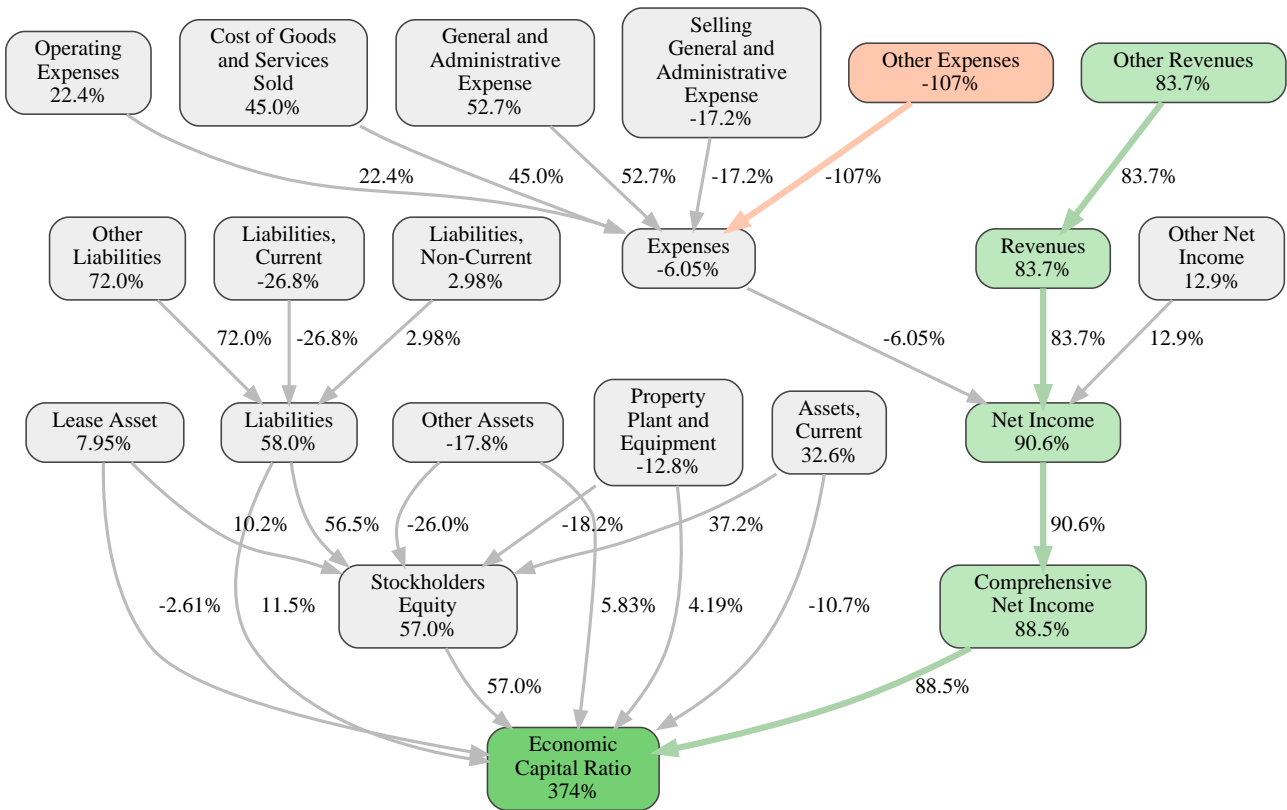 Operating
Expenses
22.4%
Cost of Goods
and Services
Sold
45.0%
General and
Administrative
Expense
52.7%
Selling
General and
Administrative
Expense
-17.2%
Other Expenses
-107%
Other Revenues
83.7%
22.4%
45.0%
52.7%
-17.2%
-107%
83.7%
Other
Liabilities
72.0%
Liabilities,
Current
-26.8%
Liabilities,
Non-Current
2.98%
Expenses
-6.05%
Revenues
83.7%
Other Net
Income
12.9%
72.0%
-26.8%
2.98%
-6.05%
83.7%
12.9%
Lease Asset
7.95%
Liabilities
58.0%
Other Assets
-17.8%
Property
Plant and
Equipment
-12.8%
Assets,
Current
32.6%
Net Income
90.6%
10.2%
56.5%
-26.0%
-18.2%
37.2%
90.6%
Stockholders
Equity
57.0%
Comprehensive
Net Income
88.5%
-2.61%
11.5%
5.83%
4.19%
-10.7%
57.0%
88.5%
Economic
Capital Ratio
374%